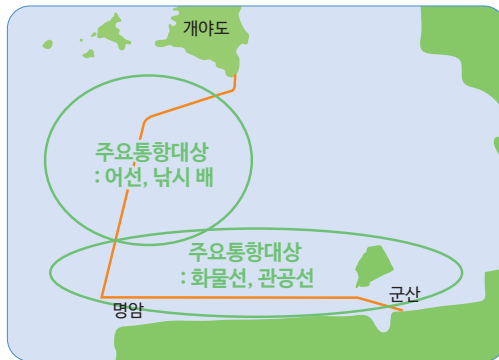 개야도
주요통항대상
: 어선, 낚시 배
주요통항대상
: 화물선, 관공선
군산
명암